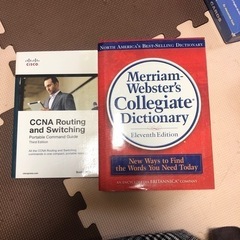 CISCO
CCNA Routing
and Switching
Portable Command Guide
Third Edition
NORTH AMERICA'S BEST-SELLING DICTIONARY
Merriam-
Webster's
Collegiate
Dictionary
Eleventh Edition
New Ways to Find
the Words You Need Today